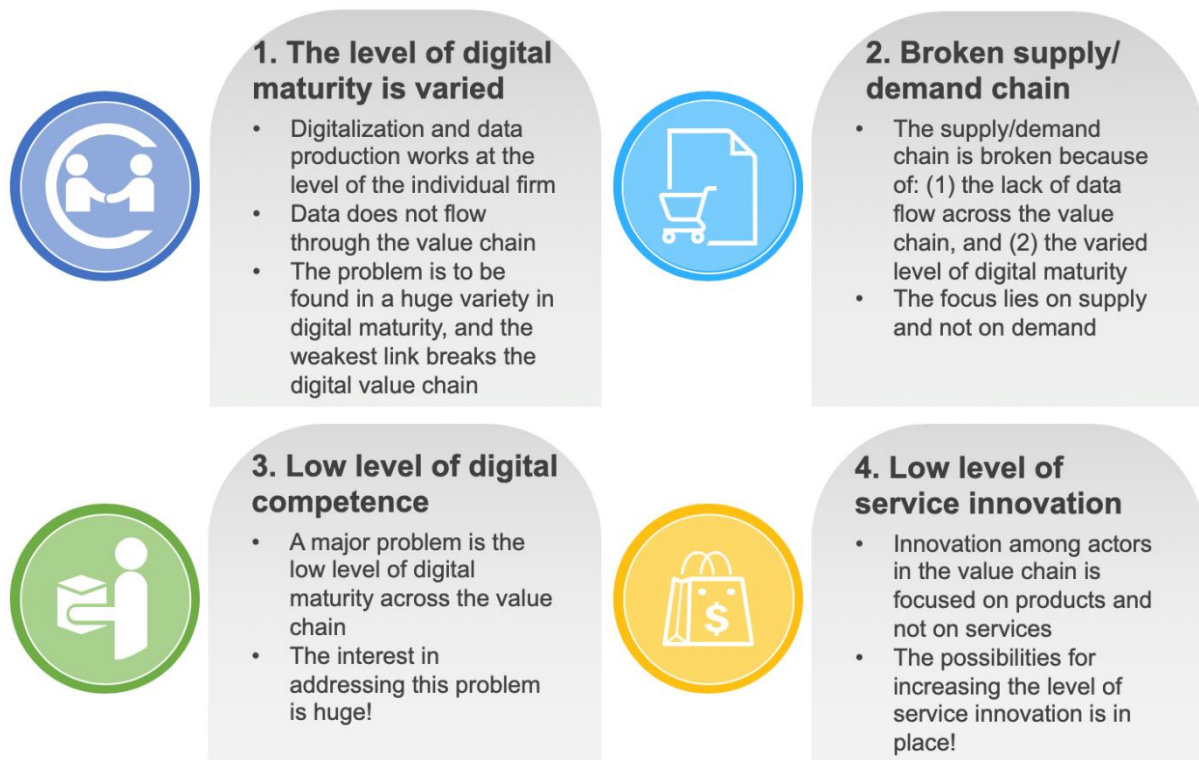 1. The level of digital
maturity is varied
• Digitalization and data
production works at the
level of the individual firm
• Data does not flow
through the value chain
• The problem is to be
found in a huge variety in
digital maturity, and the
weakest link breaks the
digital value chain
2. Broken supply/
demand chain
• The supply/demand
chain is broken because
of: (1) the lack of data
flow across the value
chain, and (2) the varied
level of digital maturity
• The focus lies on supply
and not on demand
3. Low level of digital
competence
• A major problem is the
low level of digital
maturity across the value
chain
• The interest in
addressing this problem
is huge!
4. Low level of
service innovation
• Innovation among actors
in the value chain is
focused on products and
not on services
• The possibilities for
increasing the level of
service innovation is in
place!
$